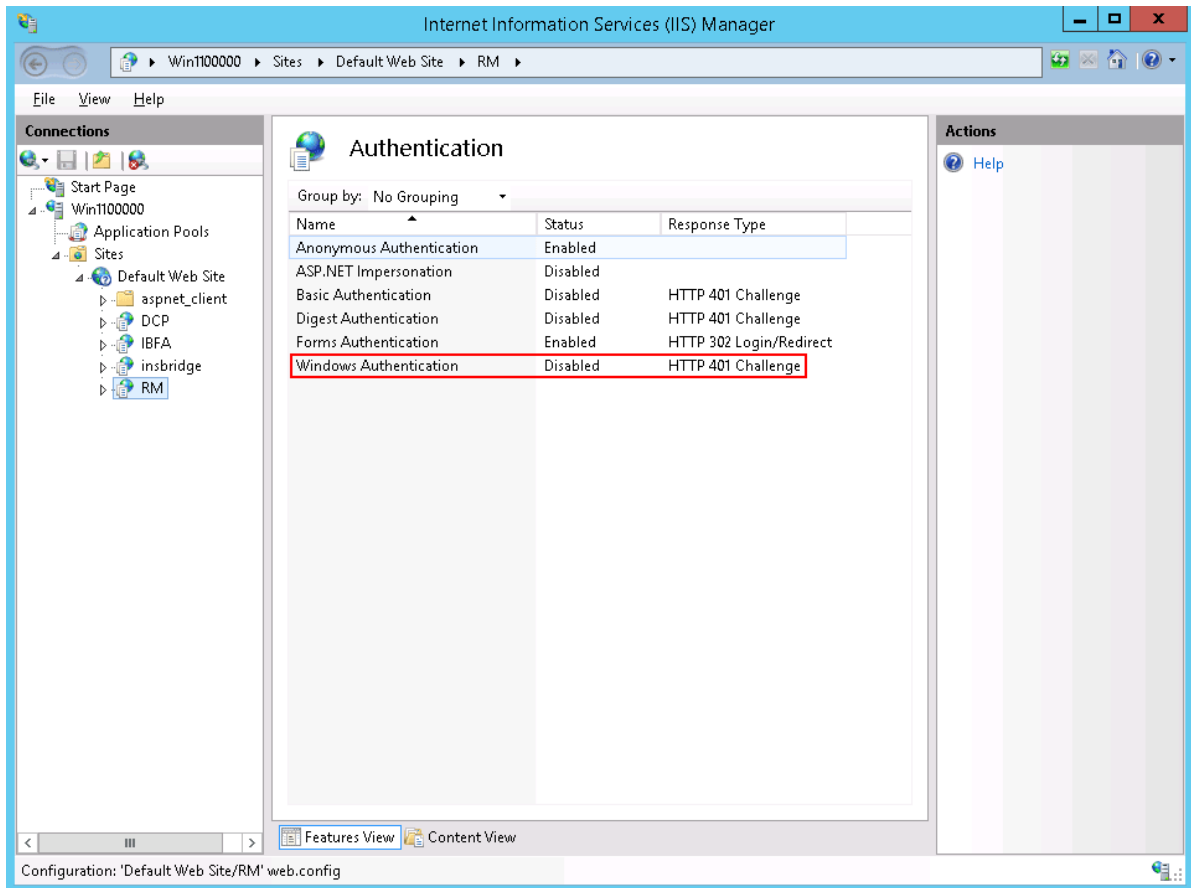 Internet Information Services (IIS) Manager
Win1100000 Sites Default Web Site RM
File View Help
Connections
Start Page
Win1100000
Application Pools
Sites
Default Web Site
aspnet_client
DCP
IBFA
insbridge
RM
Authentication
Group by: No Grouping
Name Status Response Type
Anonymous Authentication Enabled
ASP.NET Impersonation Disabled
Basic Authentication Disabled HTTP 401 Challenge
Digest Authentication Disabled HTTP 401 Challenge
Forms Authentication Enabled HTTP 302 Login/Redirect
Windows Authentication Disabled HTTP 401 Challenge
Features View Content View
Actions
Help
Configuration: 'Default Web Site/RM' web.config